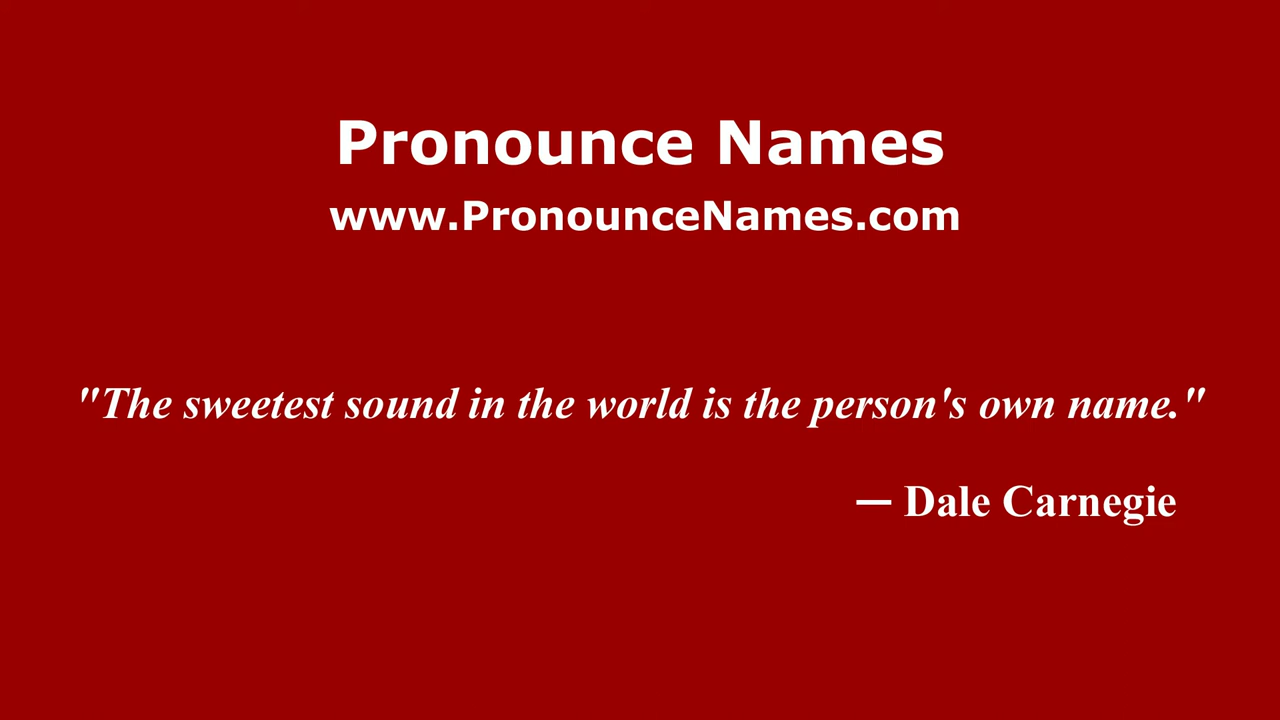 Pronounce Names
www.PronounceNames.com
"The sweetest sound in the world is the person's own name."
— Dale Carnegie